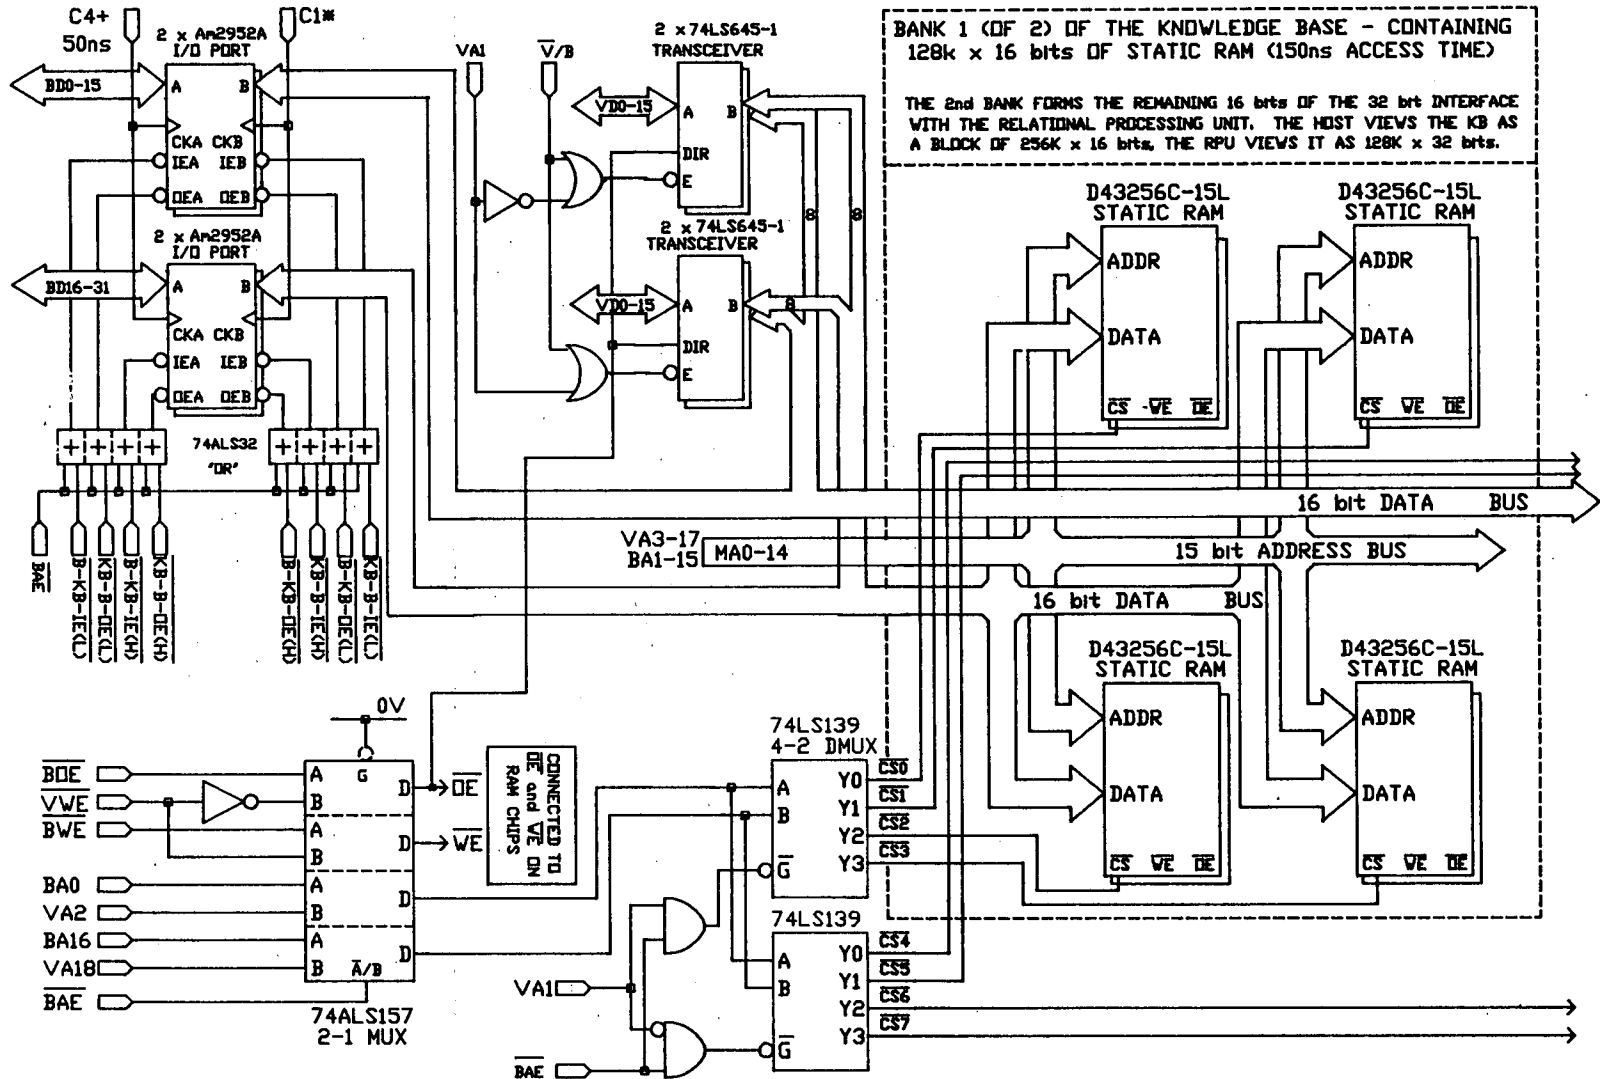 C4+
50ns
C1*
2 x Am2952A
I/O PORT
BD0-15
A
B
CKA CKB
IEA IEB
OEA OEB
2 x Am2952A
I/O PORT
BD16-31
A
B
CKA CKB
IEA IEB
OEA OEB
+ + + +
74ALS32
"OR"
+ + + +
BAE
B-KB-IE(L)
KB-B-OE(L)
B-KB-IE(H)
KB-B-OE(H)
B-KB-OE(H)
KB-B-IE(H)
B-KB-OE(L)
KB-B-IE(L)
VA1
V/B
2 x 74LS645-1
TRANSCEIVER
VD0-15
A
B
DIR
E
2 x 74LS645-1
TRANSCEIVER
VD0-15
A
B
DIR
E
8
8
8
BANK 1 (OF 2) OF THE KNOWLEDGE BASE - CONTAINING
128k x 16 bits OF STATIC RAM (150ns ACCESS TIME)
THE 2nd BANK FORMS THE REMAINING 16 bits OF THE 32 bit INTERFACE
WITH THE RELATIONAL PROCESSING UNIT. THE HOST VIEWS THE KB AS
A BLOCK OF 256K x 16 bits, THE RPU VIEWS IT AS 128K x 32 bits.
D43256C-15L
STATIC RAM
ADDR
DATA
CS WE OE
D43256C-15L
STATIC RAM
ADDR
DATA
CS WE OE
16 bit DATA BUS
VA3-17
BA1-15
MA0-14
15 bit ADDRESS BUS
16 bit DATA BUS
D43256C-15L
STATIC RAM
ADDR
DATA
CS WE OE
D43256C-15L
STATIC RAM
ADDR
DATA
CS WE OE
0V
G
BOE
VWE
BWE
BA0
VA2
BA16
VA18
BAE
A
B
A
B
A
B
A
B
D
D
D
D
A/B
74ALS157
2-1 MUX
OE
WE
CONNECTED TO
OE and WE ON
RAM CHIPS
74LS139
4-2 DMUX
A
B
G
Y0
Y1
Y2
Y3
CS0
CS1
CS2
CS3
74LS139
A
B
G
Y0
Y1
Y2
Y3
CS4
CS5
CS6
CS7
VA1
BAE